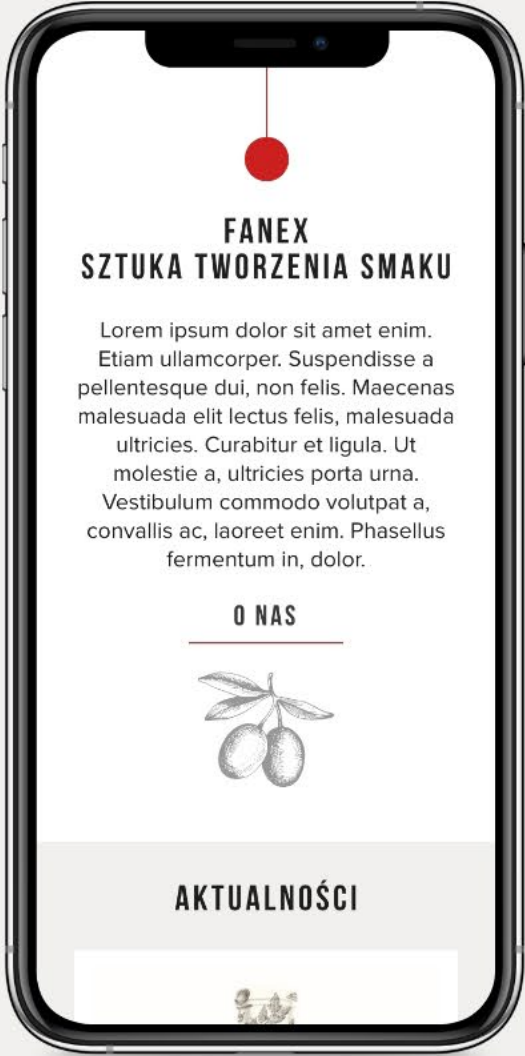 FANEX
SZTUKA TWORZENIA SMAKU
Lorem ipsum dolor sit amet enim.
Etiam ullamcorper. Suspendisse a
pellentesque dui, non felis. Maecenas
malesuada elit lectus felis, malesuada
ultricies. Curabitur et ligula. Ut
molestie a, ultricies porta urna.
Vestibulum commodo volutpat a,
convallis ac, laoreet enim. Phasellus
fermentum in, dolor.
O NAS
AKTUALNOŚCI